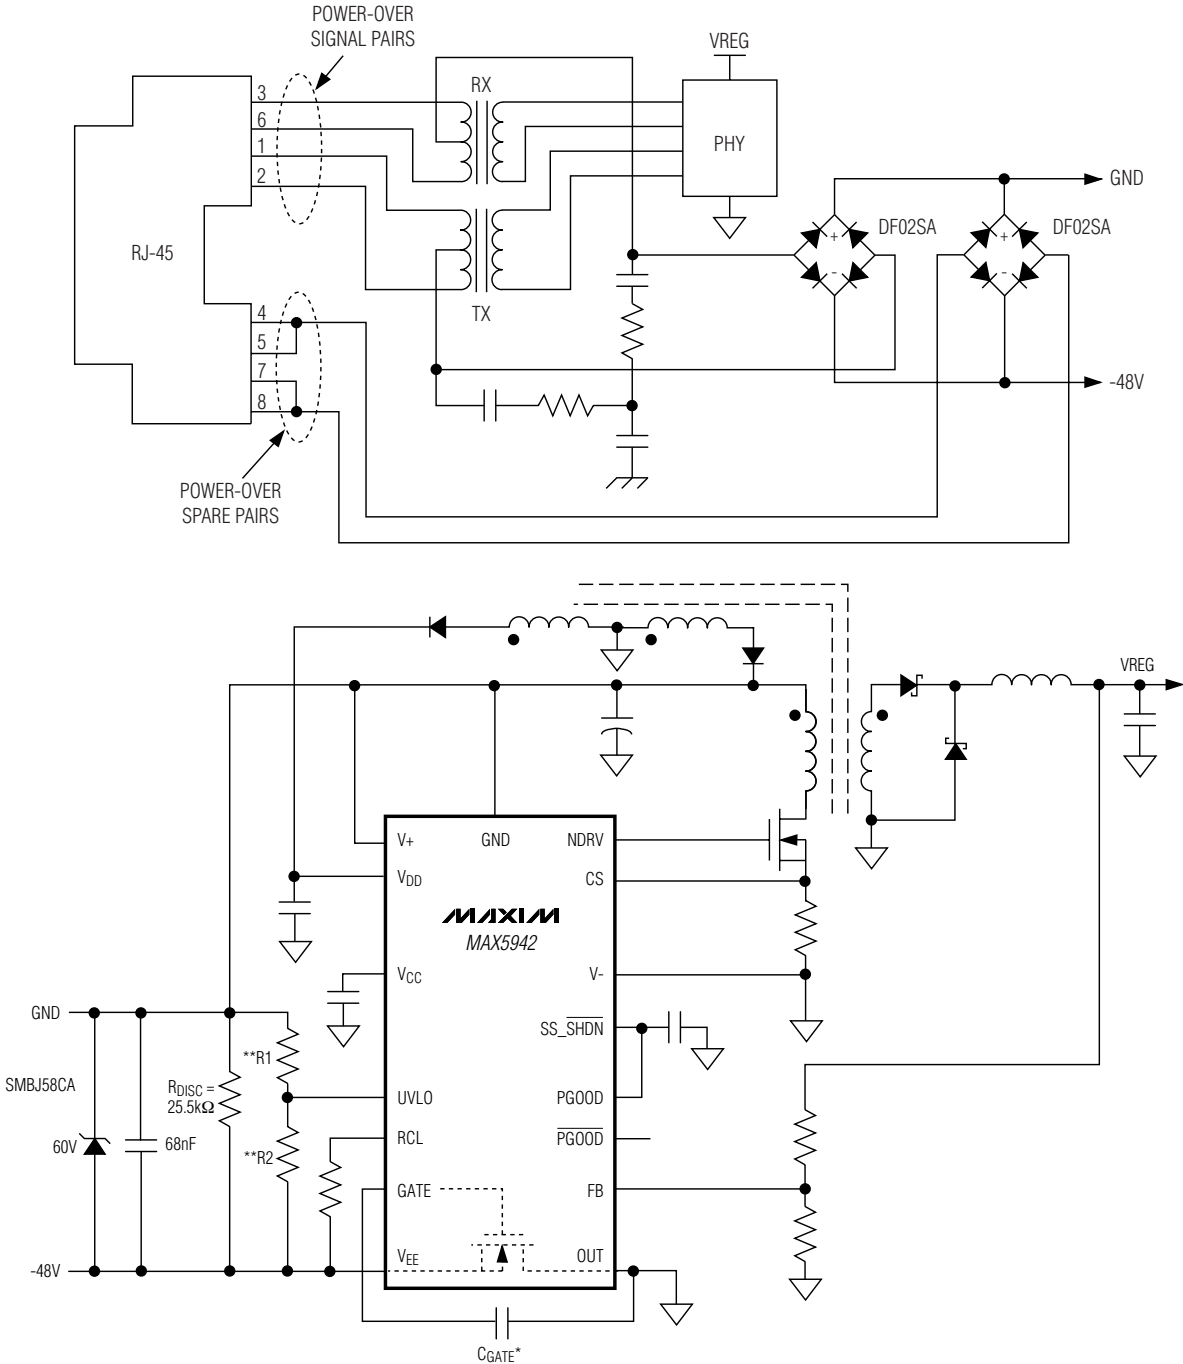 POWER-OVER
SIGNAL PAIRS
VREG
RX
3
6
1
2
PHY
GND
RJ-45
+
-
DF02SA
+
-
DF02SA
TX
4
5
7
8
-48V
POWER-OVER
SPARE PAIRS
VREG
V+
GND
NDRV
VDD
CS
MAXIM
MAX5942
VCC
V-
GND
SS_SHDN
**R1
SMBJ58CA
RDISC =
25.5kΩ
UVLO
PGOOD
60V
68nF
RCL
PGOOD
**R2
GATE
FB
VEE
OUT
-48V
CGATE*